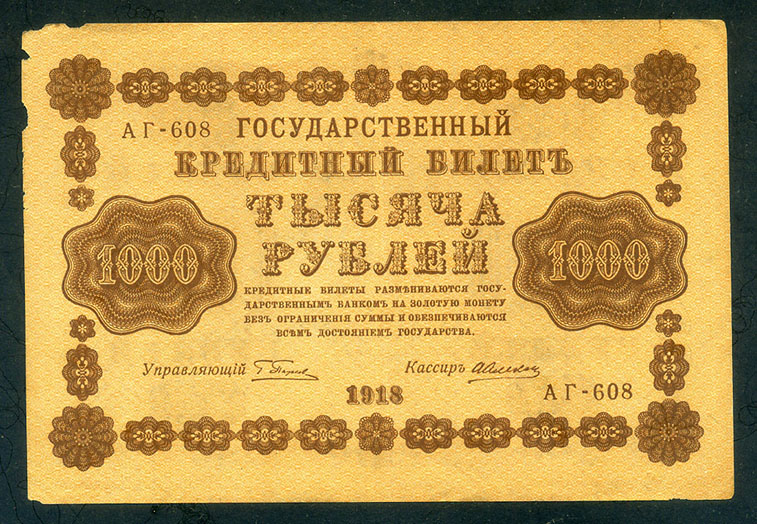 АГ-608 ГОСУДАРСТВЕННЫЙ
КРЕДИТНЫЙ БИЛЕТЪ
ТЫСЯЧА
1000 РУБЛЕЙ 1000
КРЕДИТНЫЕ БИЛЕТЫ РАЗМѢНИВАЮТСЯ ГОСУ-
ДАРСТВЕННЫМЪ БАНКОМЪ НА ЗОЛОТУЮ МОНЕТУ
БЕЗЪ ОГРАНИЧЕНІЯ СУММЫ И ОБЕЗПЕЧИВАЮТСЯ
ВСѢМЪ ДОСТОЯНІЕМЪ ГОСУДАРСТВА.
Управляющій Кассиръ
1918 АГ-608